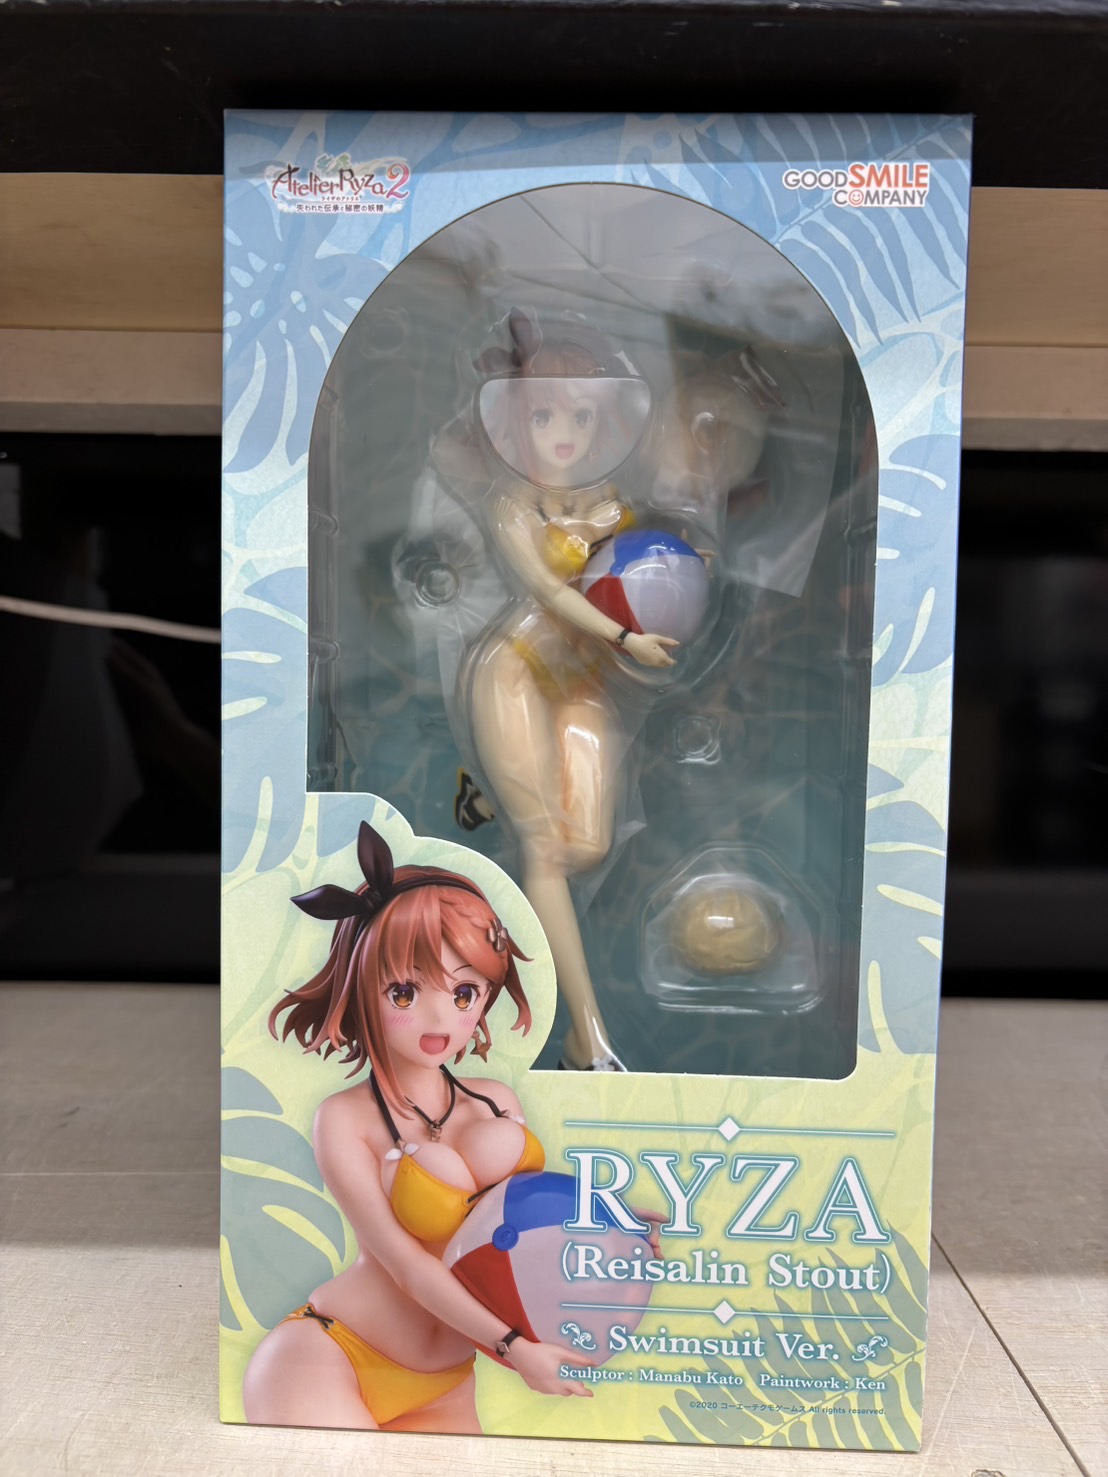 Atelier Ryza 2
ライザのアトリエ
失われた伝承と秘密の妖精
GOOD SMILE
COMPANY
RYZA
(Reisalin Stout)
Swimsuit Ver.
Sculptor : Manabu Kato Paintwork : Ken
©2020 コーエーテクモゲームス All rights reserved.